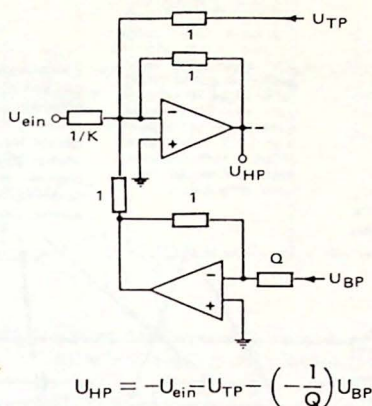 1
U_TP
1
U_ein
1/K
−
+
U_HP
1
1
Q
U_BP
−
+
U_HP = −U_ein − U_TP − (−1/Q) U_BP